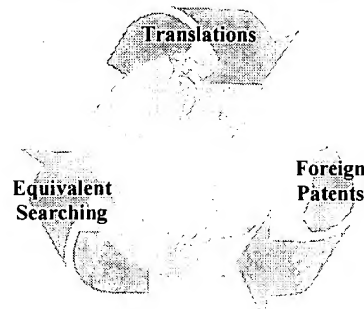 Translations
Foreign
Patents
Equivalent
Searching